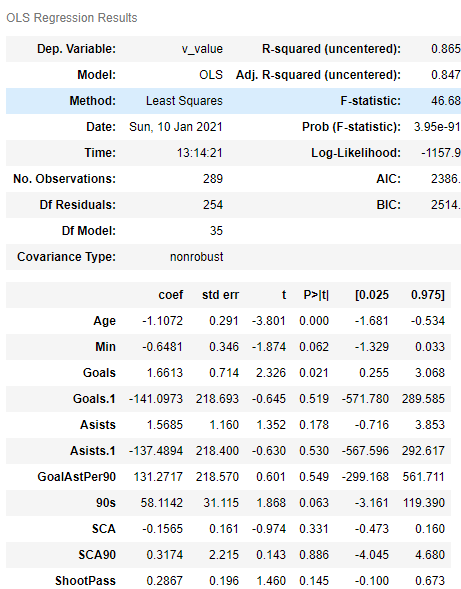 OLS Regression Results
Dep. Variable: v_value R-squared (uncentered): 0.865
Model: OLS Adj. R-squared (uncentered): 0.847
Method: Least Squares F-statistic: 46.68
Date: Sun, 10 Jan 2021 Prob (F-statistic): 3.95e-91
Time: 13:14:21 Log-Likelihood: -1157.9
No. Observations: 289 AIC: 2386.
Df Residuals: 254 BIC: 2514.
Df Model: 35
Covariance Type: nonrobust
coef std err t P>|t| [0.025 0.975]
Age -1.1072 0.291 -3.801 0.000 -1.681 -0.534
Min -0.6481 0.346 -1.874 0.062 -1.329 0.033
Goals 1.6613 0.714 2.326 0.021 0.255 3.068
Goals.1 -141.0973 218.693 -0.645 0.519 -571.780 289.585
Asists 1.5685 1.160 1.352 0.178 -0.716 3.853
Asists.1 -137.4894 218.400 -0.630 0.530 -567.596 292.617
GoalAstPer90 131.2717 218.570 0.601 0.549 -299.168 561.711
90s 58.1142 31.115 1.868 0.063 -3.161 119.390
SCA -0.1565 0.161 -0.974 0.331 -0.473 0.160
SCA90 0.3174 2.215 0.143 0.886 -4.045 4.680
ShootPass 0.2867 0.196 1.460 0.145 -0.100 0.673